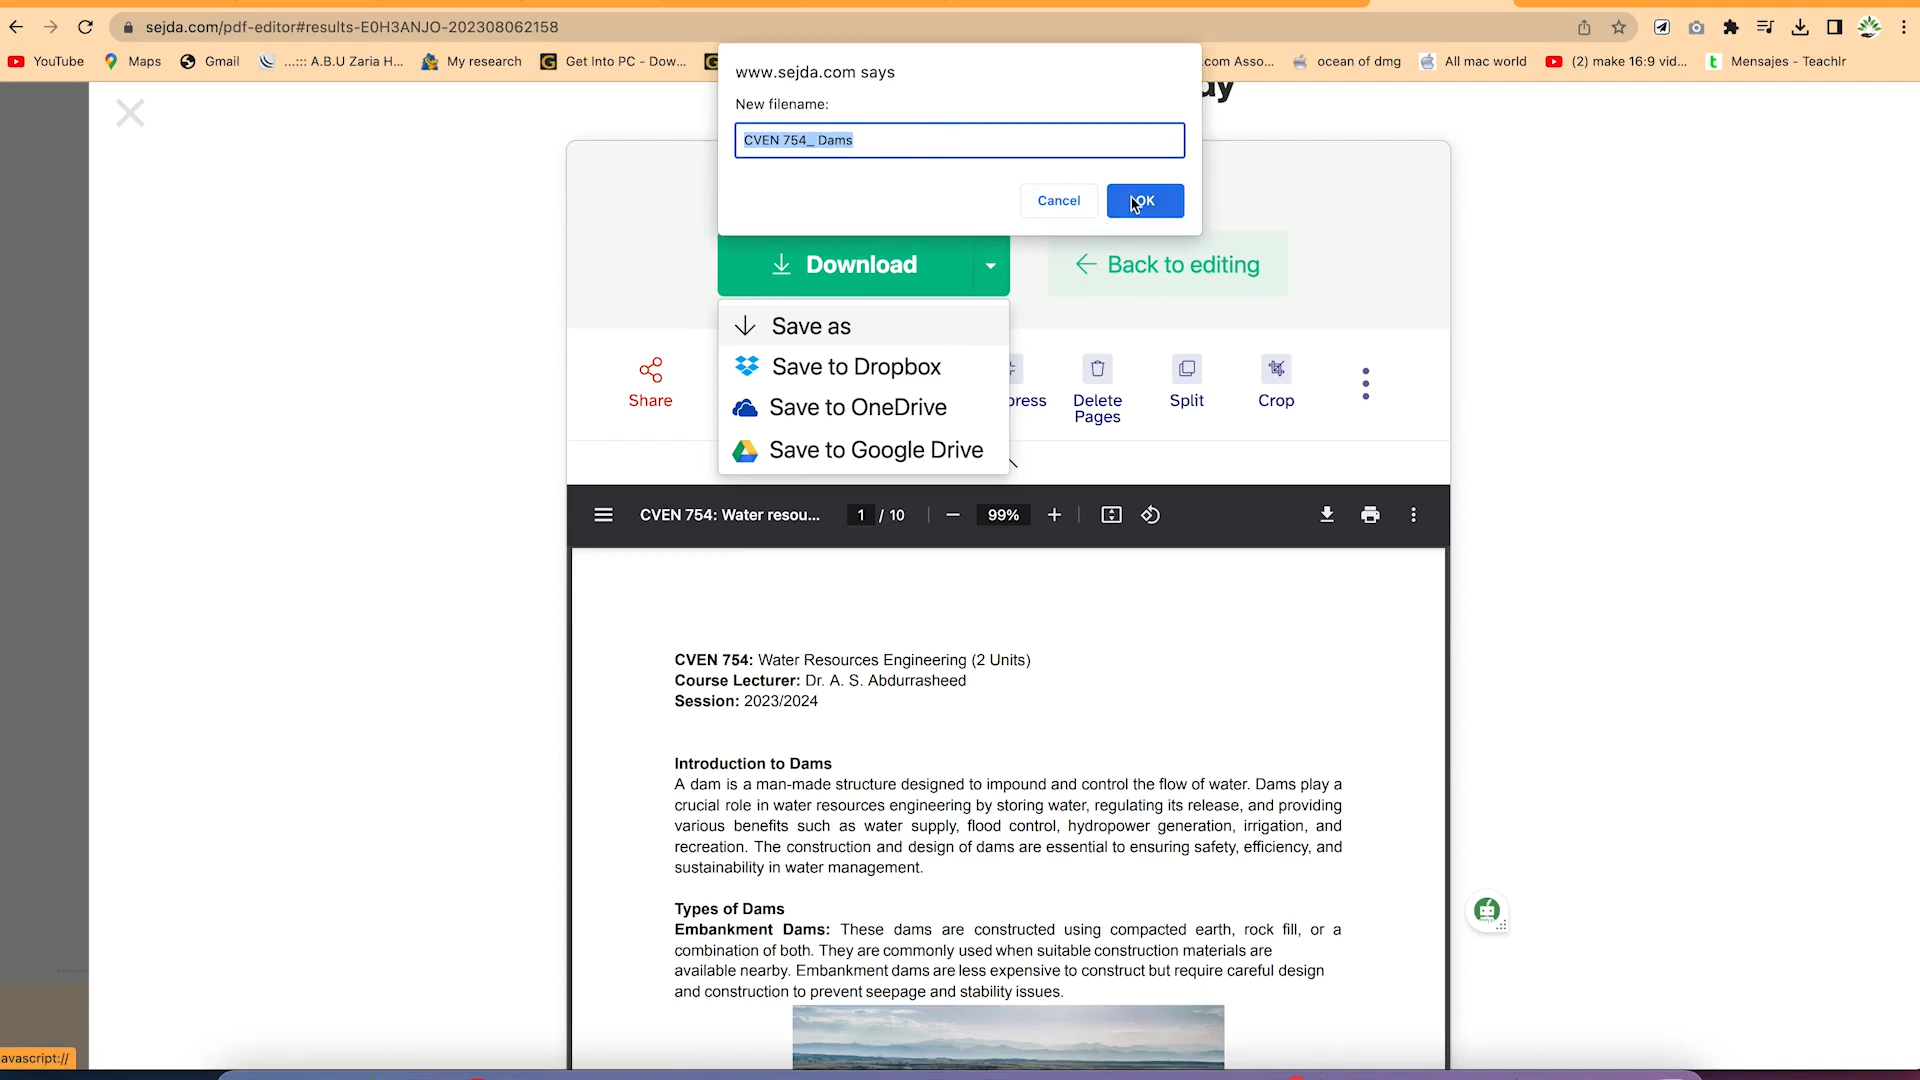 sejda.com/pdf-editor#results-E0H3ANJO-202308062158
YouTube
Maps
Gmail
...::: A.B.U Zaria H...
My research
Get Into PC - Dow...
.com Asso...
ocean of dmg
All mac world
(2) make 16:9 vid...
Mensajes - Teachlr
www.sejda.com says
New filename:
CVEN 754_ Dams
Cancel
OK
Download
Back to editing
Save as
Save to Dropbox
Save to OneDrive
Save to Google Drive
Share
press
Delete
Pages
Split
Crop
CVEN 754: Water resou...
1 / 10
99%
CVEN 754: Water Resources Engineering (2 Units)
Course Lecturer: Dr. A. S. Abdurrasheed
Session: 2023/2024
Introduction to Dams
A dam is a man-made structure designed to impound and control the flow of water. Dams play a
crucial role in water resources engineering by storing water, regulating its release, and providing
various benefits such as water supply, flood control, hydropower generation, irrigation, and
recreation. The construction and design of dams are essential to ensuring safety, efficiency, and
sustainability in water management.
Types of Dams
Embankment Dams: These dams are constructed using compacted earth, rock fill, or a
combination of both. They are commonly used when suitable construction materials are
available nearby. Embankment dams are less expensive to construct but require careful design
and construction to prevent seepage and stability issues.
avascript://